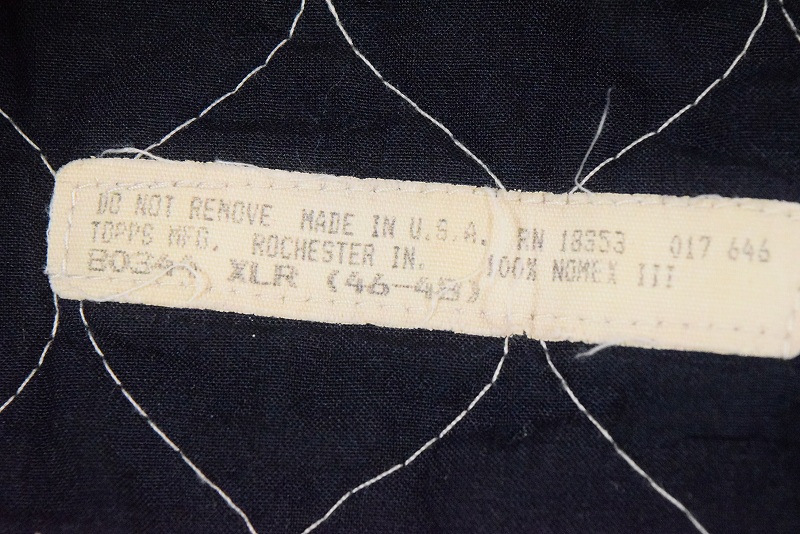 DO NOT REMOVE MADE IN U.S.A. RN 18353 017 646
TOPPS MFG. ROCHESTER IN. 100% NOMEX III
8034A XLR (46-48)